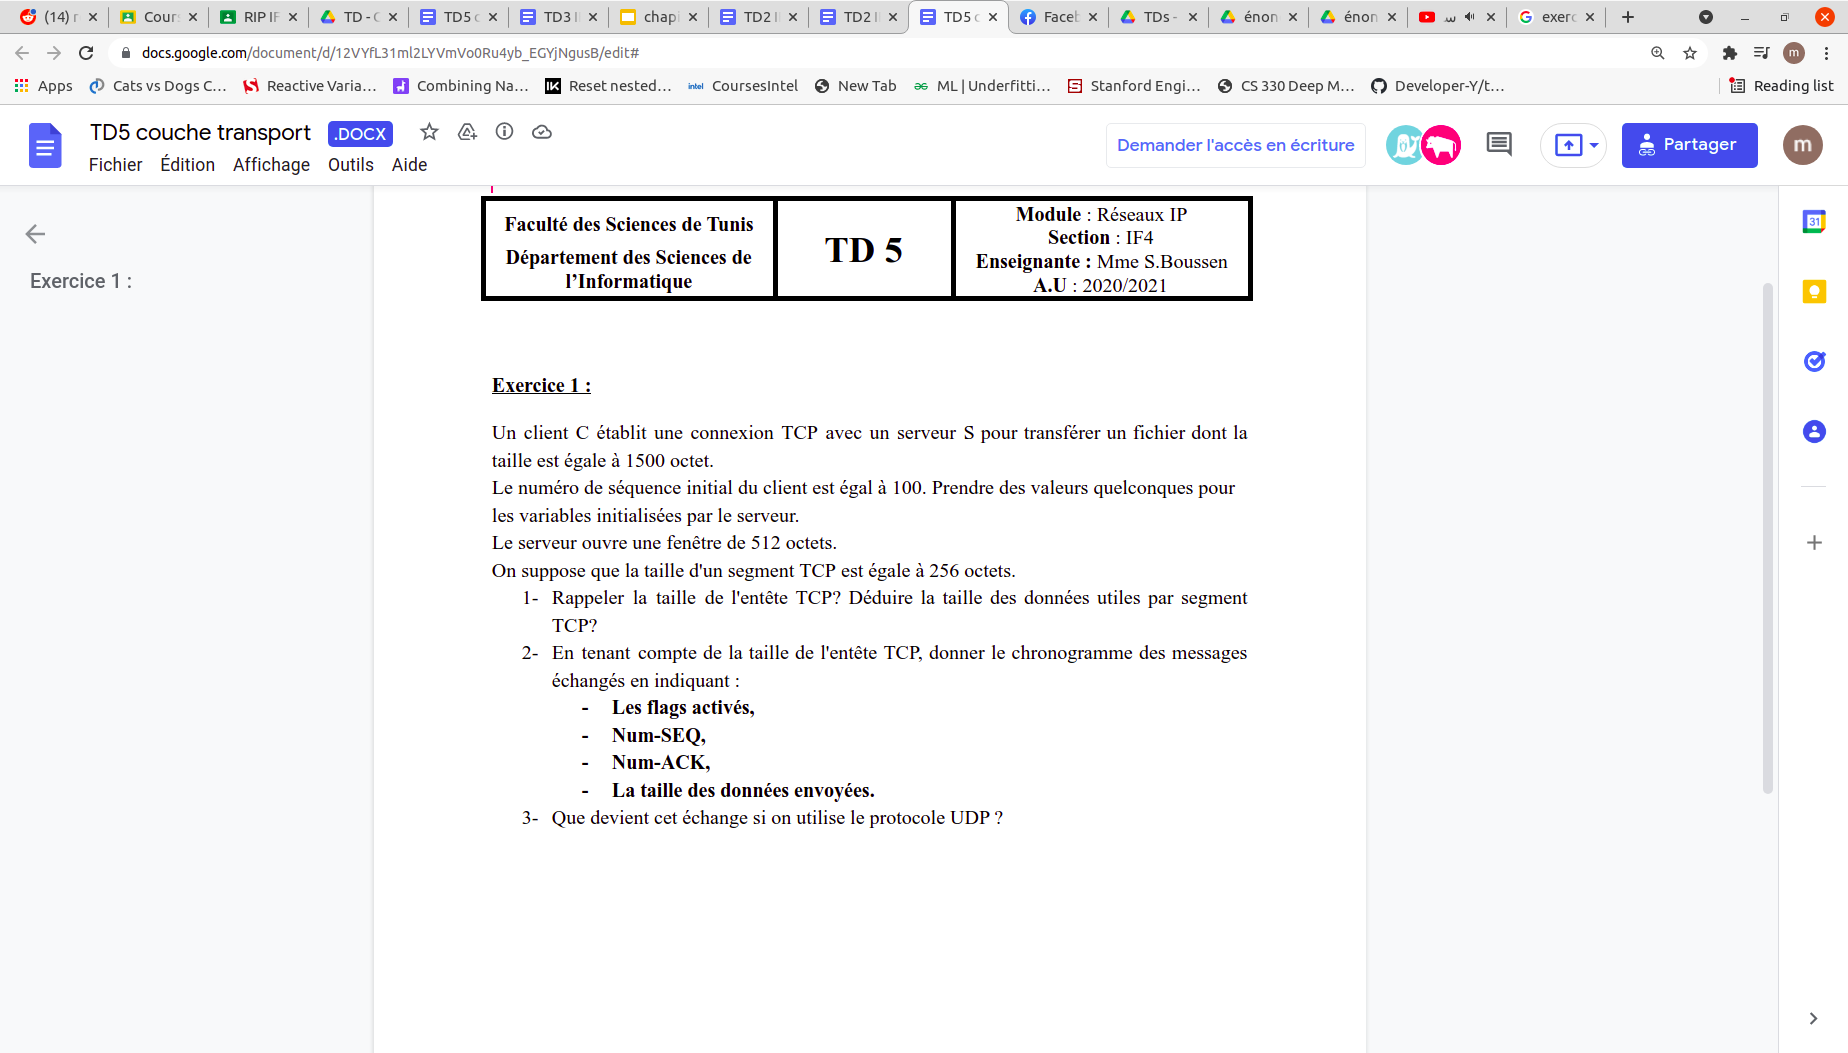 (14) r
Cours
RIP IF
TD - C
TD5 c
TD3 I
chapi
TD2 I
TD2 I
TD5 c
Faceb
TDs -
énon
énon
exerc
docs.google.com/document/d/12VYfL31ml2LYVmVo0Ru4yb_EGYjNgusB/edit#
m
Apps
Cats vs Dogs C...
Reactive Varia...
Combining Na...
Reset nested...
CoursesIntel
New Tab
ML | Underfitti...
Stanford Engi...
CS 330 Deep M...
Developer-Y/t...
Reading list
TD5 couche transport
.DOCX
Fichier Édition Affichage Outils Aide
Demander l'accès en écriture
Partager
m
Exercice 1 :
Faculté des Sciences de Tunis
Département des Sciences de
l'Informatique
TD 5
Module : Réseaux IP
Section : IF4
Enseignante : Mme S.Boussen
A.U : 2020/2021
Exercice 1 :
Un client C établit une connexion TCP avec un serveur S pour transférer un fichier dont la
taille est égale à 1500 octet.
Le numéro de séquence initial du client est égal à 100. Prendre des valeurs quelconques pour
les variables initialisées par le serveur.
Le serveur ouvre une fenêtre de 512 octets.
On suppose que la taille d'un segment TCP est égale à 256 octets.
1- Rappeler la taille de l'entête TCP? Déduire la taille des données utiles par segment
TCP?
2- En tenant compte de la taille de l'entête TCP, donner le chronogramme des messages
échangés en indiquant :
- Les flags activés,
- Num-SEQ,
- Num-ACK,
- La taille des données envoyées.
3- Que devient cet échange si on utilise le protocole UDP ?
31